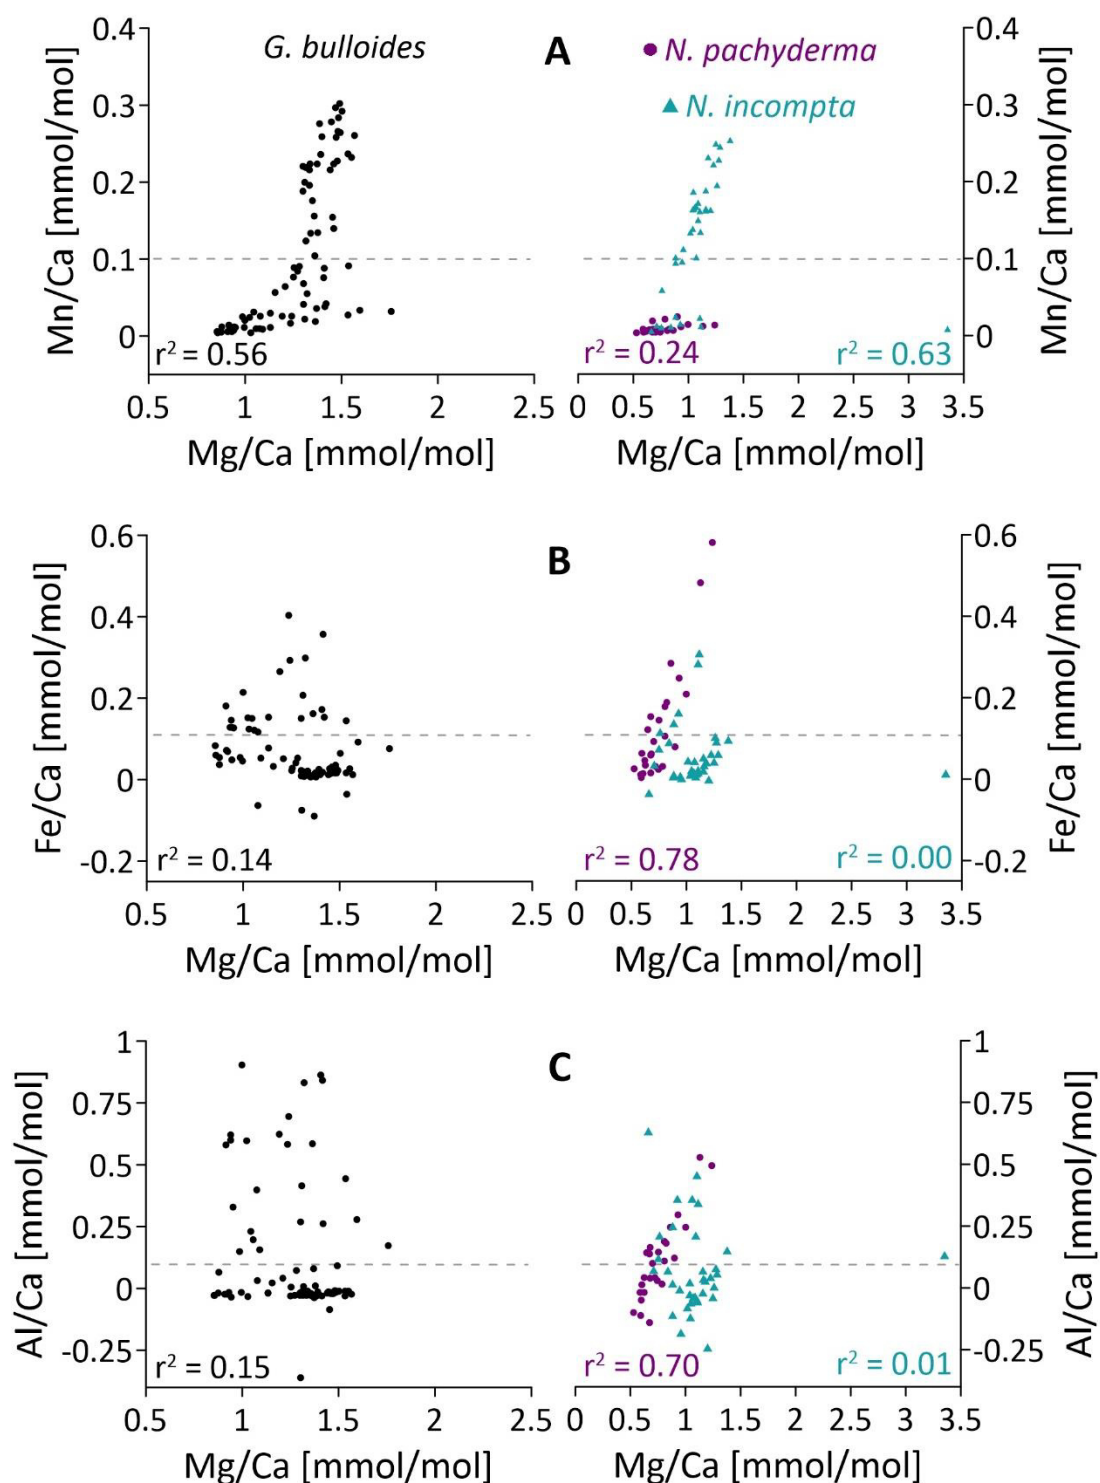 G. bulloides
A
N. pachyderma
N. incompta
0.4
0.3
0.2
0.1
0
Mn/Ca [mmol/mol]
r² = 0.56
0.5 1 1.5 2 2.5
Mg/Ca [mmol/mol]
0.4
0.3
0.2
0.1
0
Mn/Ca [mmol/mol]
r² = 0.24
r² = 0.63
0 0.5 1 1.5 2 2.5 3 3.5
Mg/Ca [mmol/mol]
B
0.6
0.4
0.2
0
-0.2
Fe/Ca [mmol/mol]
r² = 0.14
0.5 1 1.5 2 2.5
Mg/Ca [mmol/mol]
0.6
0.4
0.2
0
-0.2
Fe/Ca [mmol/mol]
r² = 0.78
r² = 0.00
0 0.5 1 1.5 2 2.5 3 3.5
Mg/Ca [mmol/mol]
C
1
0.75
0.5
0.25
0
-0.25
Al/Ca [mmol/mol]
r² = 0.15
0.5 1 1.5 2 2.5
Mg/Ca [mmol/mol]
1
0.75
0.5
0.25
0
-0.25
Al/Ca [mmol/mol]
r² = 0.70
r² = 0.01
0 0.5 1 1.5 2 2.5 3 3.5
Mg/Ca [mmol/mol]